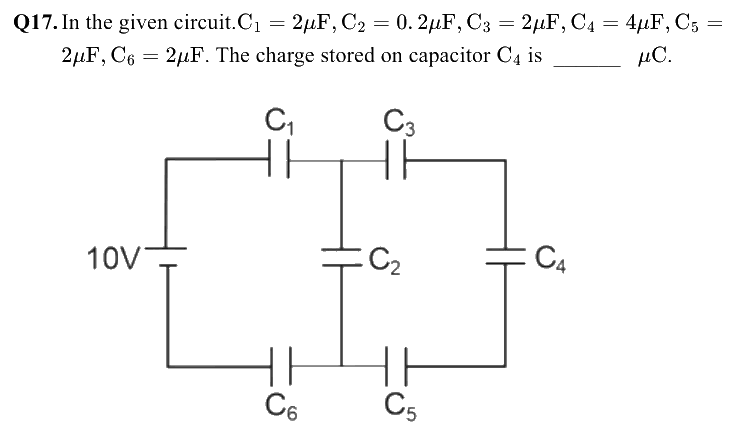 Q17. In the given circuit.C₁ = 2μF, C₂ = 0. 2μF, C₃ = 2μF, C₄ = 4μF, C₅ =
2μF, C₆ = 2μF. The charge stored on capacitor C₄ is ______ μC.
C₁ C₃
10V C₂ C₄
C₆ C₅